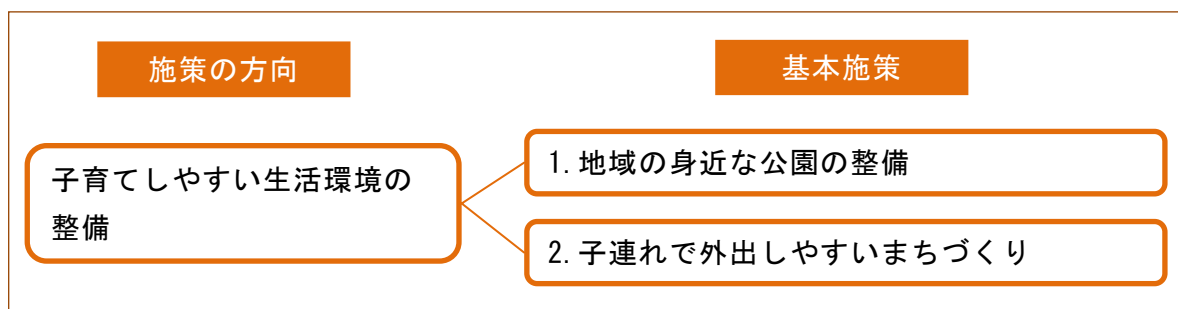 施策の方向
基本施策
子育てしやすい生活環境の
整備
1.地域の身近な公園の整備
2.子連れで外出しやすいまちづくり